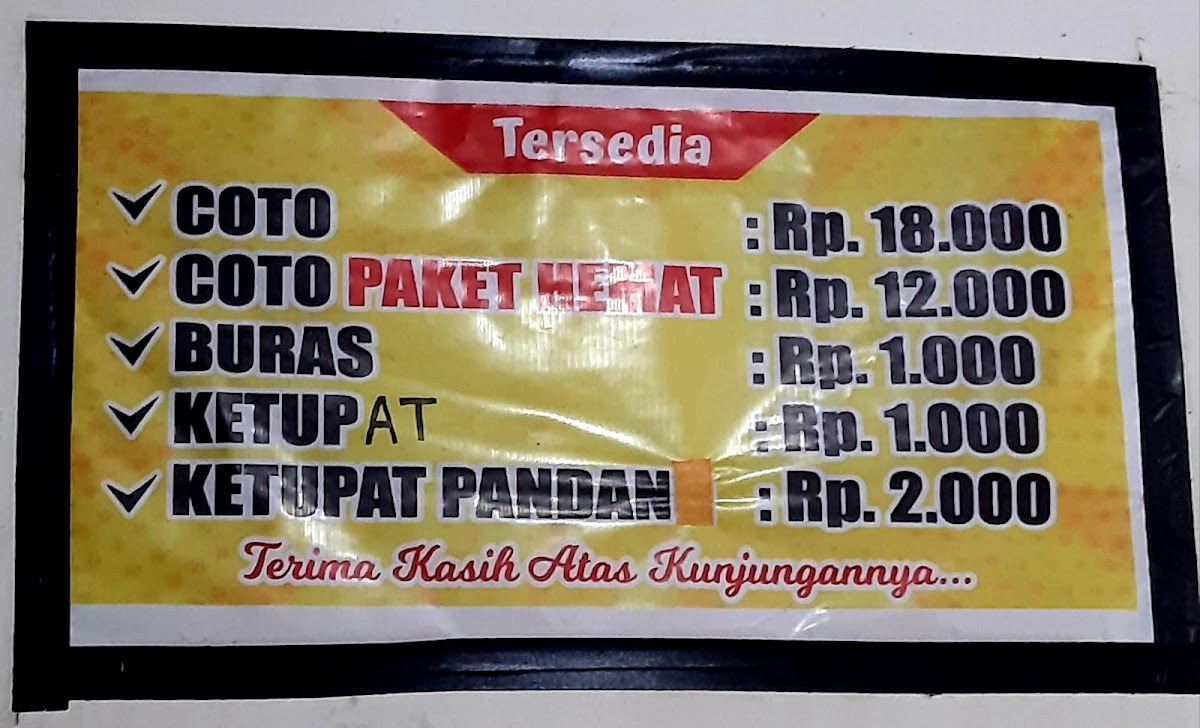 Tersedia
COTO : Rp. 18.000
COTO PAKET HEMAT : Rp. 12.000
BURAS : Rp. 1.000
KETUPAT : Rp. 1.000
KETUPAT PANDAN : Rp. 2.000
Terima Kasih Atas Kunjungannya...